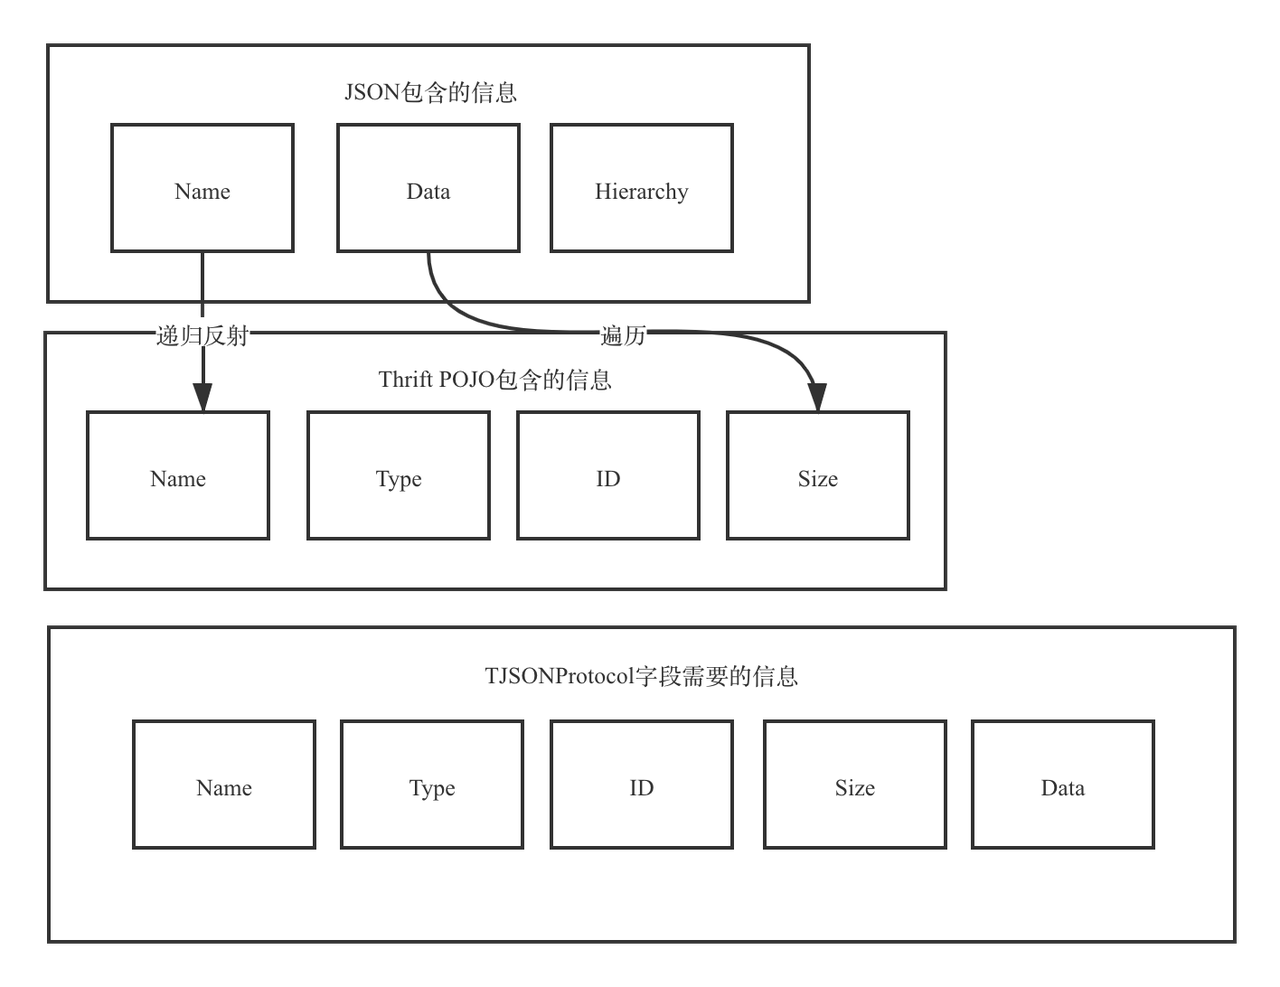 JSON包含的信息
Name
Data
Hierarchy
递归反射
遍历
Thrift POJO包含的信息
Name
Type
ID
Size
TJSONProtocol字段需要的信息
Name
Type
ID
Size
Data